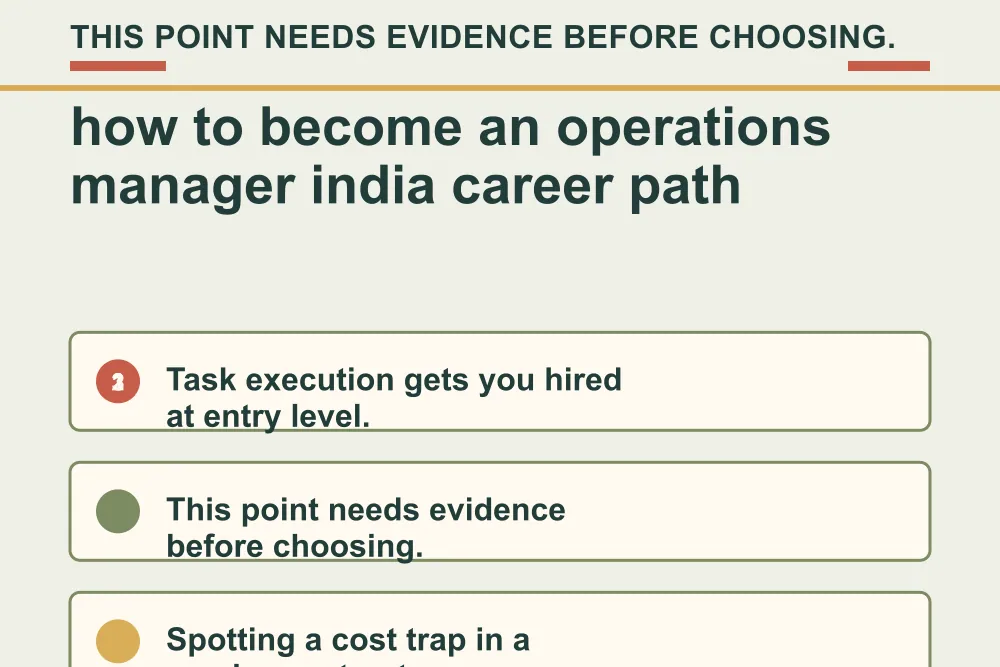 THIS POINT NEEDS EVIDENCE BEFORE CHOOSING.
how to become an operations
manager india career path
Task execution gets you hired
at entry level.
This point needs evidence
before choosing.
Spotting a cost trap in a